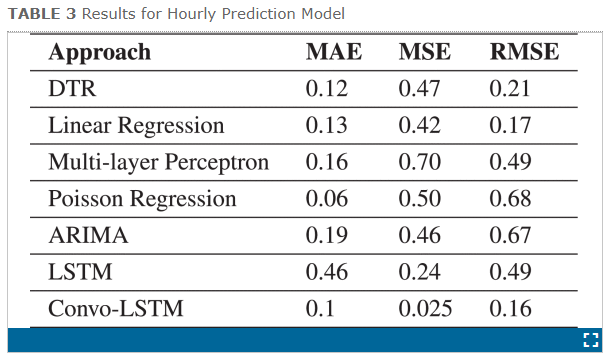 TABLE 3 Results for Hourly Prediction Model
Approach MAE MSE RMSE
DTR 0.12 0.47 0.21
Linear Regression 0.13 0.42 0.17
Multi-layer Perceptron 0.16 0.70 0.49
Poisson Regression 0.06 0.50 0.68
ARIMA 0.19 0.46 0.67
LSTM 0.46 0.24 0.49
Convo-LSTM 0.1 0.025 0.16